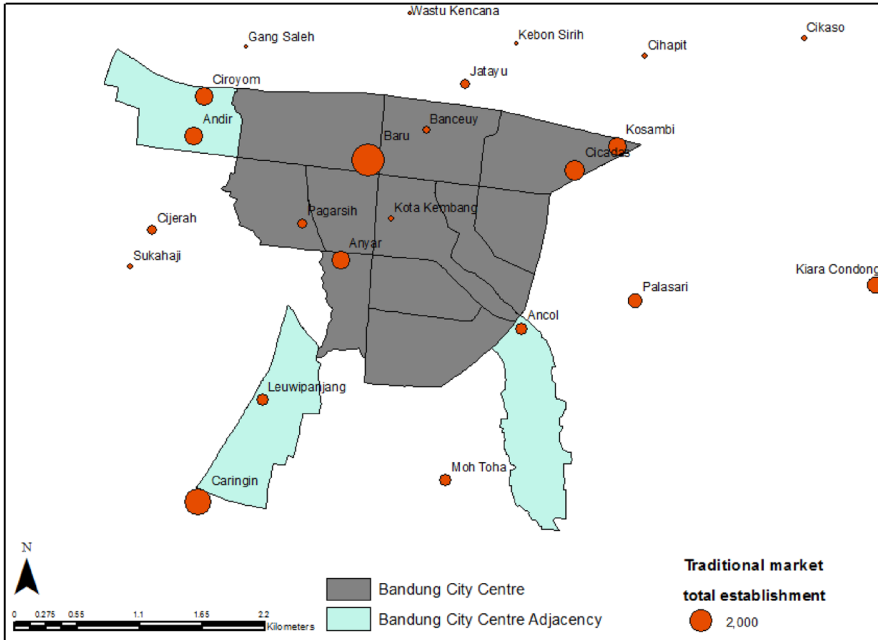 Wastu Kencana
Cikaso
Gang Saleh
Kebon Sirih
Cihapit
Jatayu
Ciroyom
Andir
Banceuy
Baru
Kosambi
Cicadas
Pagarsih
Kota Kembang
Cijerah
Anyar
Sukahaji
Kiara Condong
Palasari
Ancol
Leuwipanjang
Moh Toha
Caringin
N
0 0.275 0.55 1.1 1.65 2.2
Kilometers
Bandung City Centre
Bandung City Centre Adjacency
Traditional market
total establishment
2,000